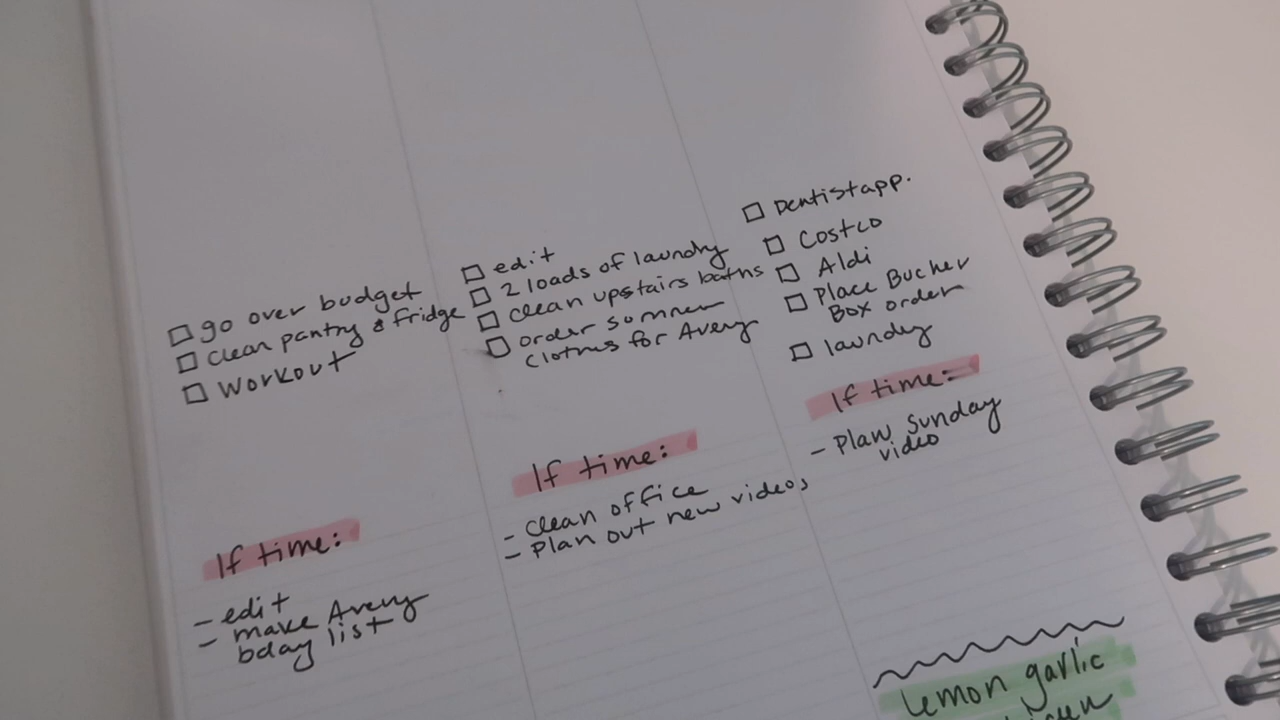 go over budget
clean pantry & fridge
Workout
If time:
- edit
- make Avery
bday list
edit
2 loads of laundry
clean upstairs baths
order summer
clothes for Avery
If time:
- clean office
- Plan out new videos
Dentist app.
Costco
Aldi
Place Bucher
Box order
laundry
If time:
- Plan Sunday
video
lemon garlic